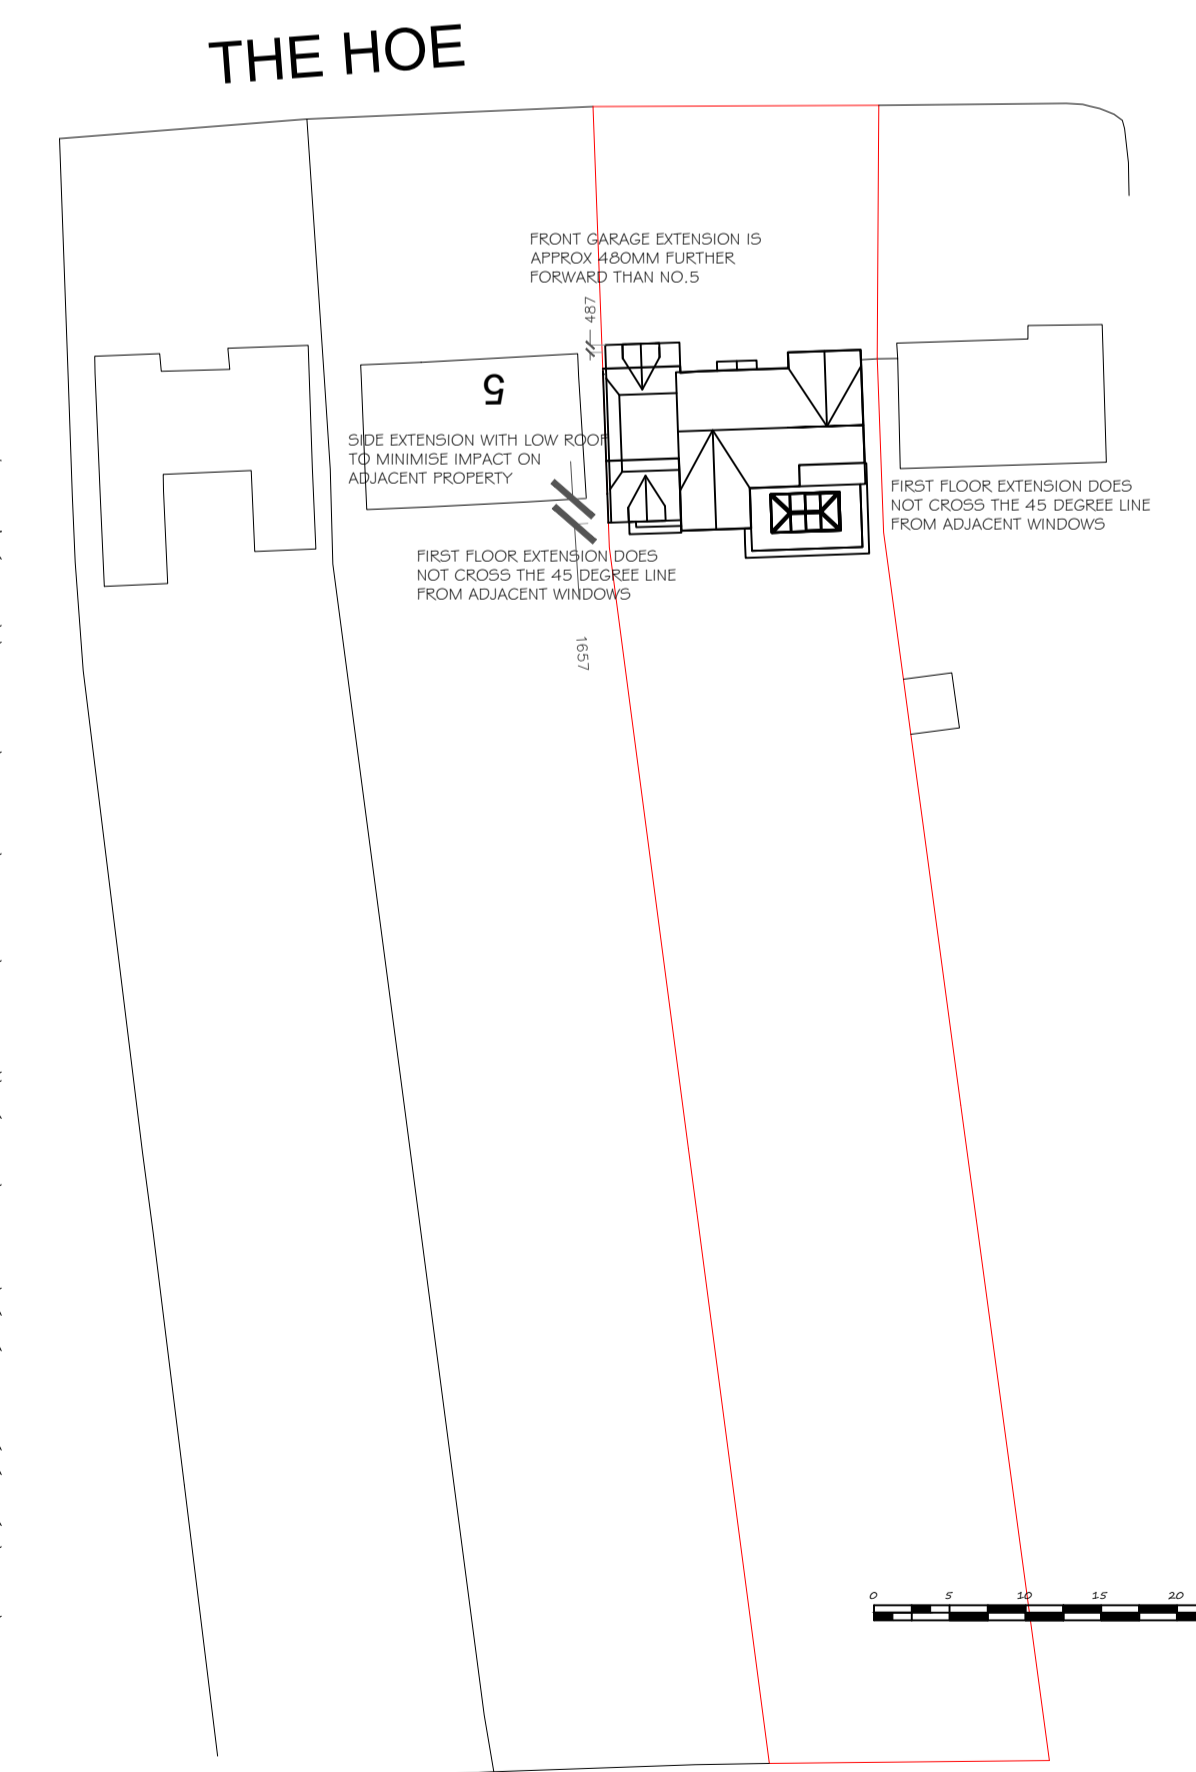 THE HOE
FRONT GARAGE EXTENSION IS
APPROX 480MM FURTHER
FORWARD THAN NO.5
487
5
SIDE EXTENSION WITH LOW ROOF
TO MINIMISE IMPACT ON
ADJACENT PROPERTY
FIRST FLOOR EXTENSION DOES
NOT CROSS THE 45 DEGREE LINE
FROM ADJACENT WINDOWS
FIRST FLOOR EXTENSION DOES
NOT CROSS THE 45 DEGREE LINE
FROM ADJACENT WINDOWS
1657
0 5 10 15 20